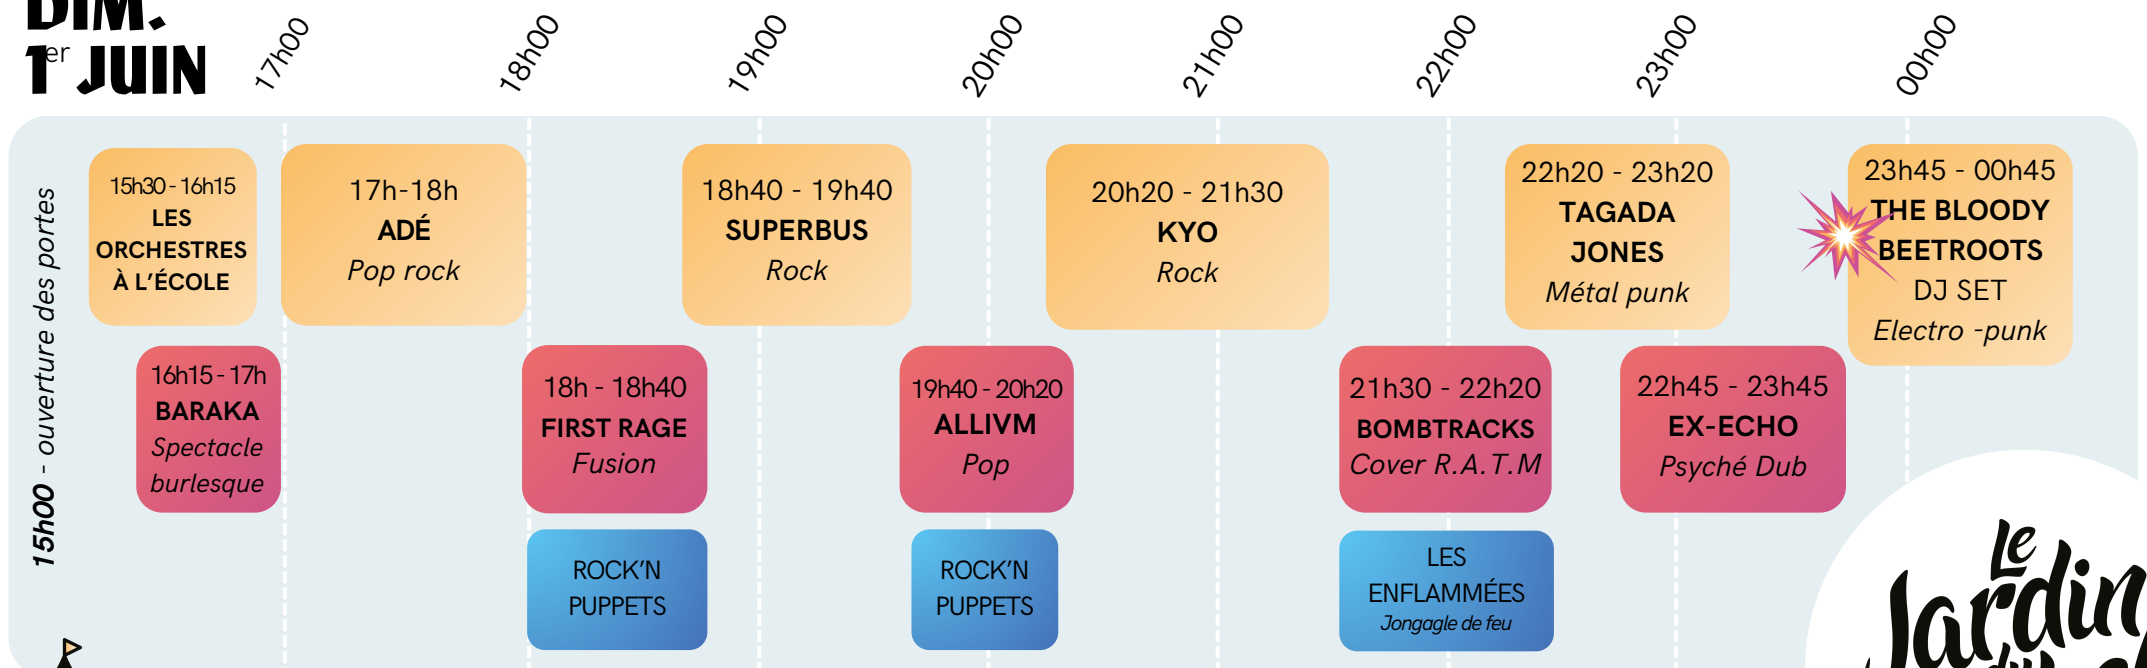 DIM.
1er JUIN
17h00
18h00
19h00
20h00
21h00
22h00
23h00
00h00
15h00 - ouverture des portes
15h30 - 16h15
LES
ORCHESTRES
À L’ÉCOLE
17h-18h
ADÉ
Pop rock
18h40 - 19h40
SUPERBUS
Rock
20h20 - 21h30
KYO
Rock
22h20 - 23h20
TAGADA
JONES
Métal punk
23h45 - 00h45
THE BLOODY
BEETROOTS
DJ SET
Electro -punk
16h15 - 17h
BARAKA
Spectacle
burlesque
18h - 18h40
FIRST RAGE
Fusion
19h40 - 20h20
ALLIVM
Pop
21h30 - 22h20
BOMBTRACKS
Cover R.A.T.M
22h45 - 23h45
EX-ECHO
Psyché Dub
ROCK’N
PUPPETS
ROCK’N
PUPPETS
LES
ENFLAMMÉES
Jongagle de feu
Le
Jardin